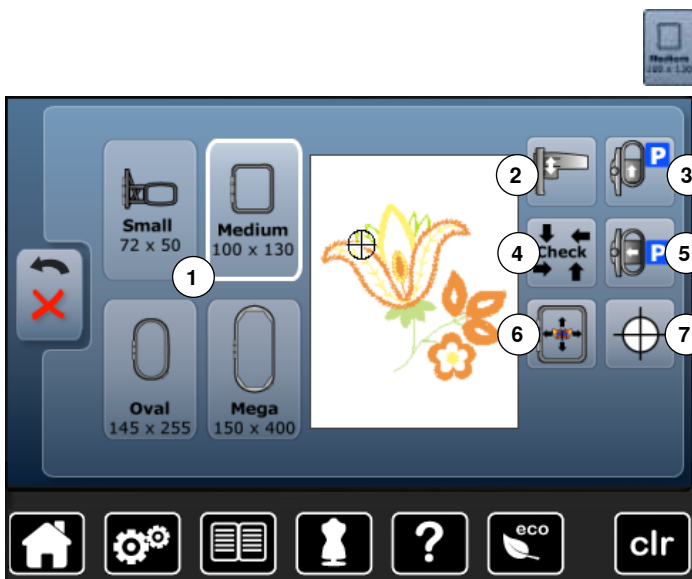 Medium
100 x 130
Small
72 x 50
Medium
100 x 130
1
Oval
145 x 255
Mega
150 x 400
2
P
3
4
Check
P
5
6
7
?
eco
clr